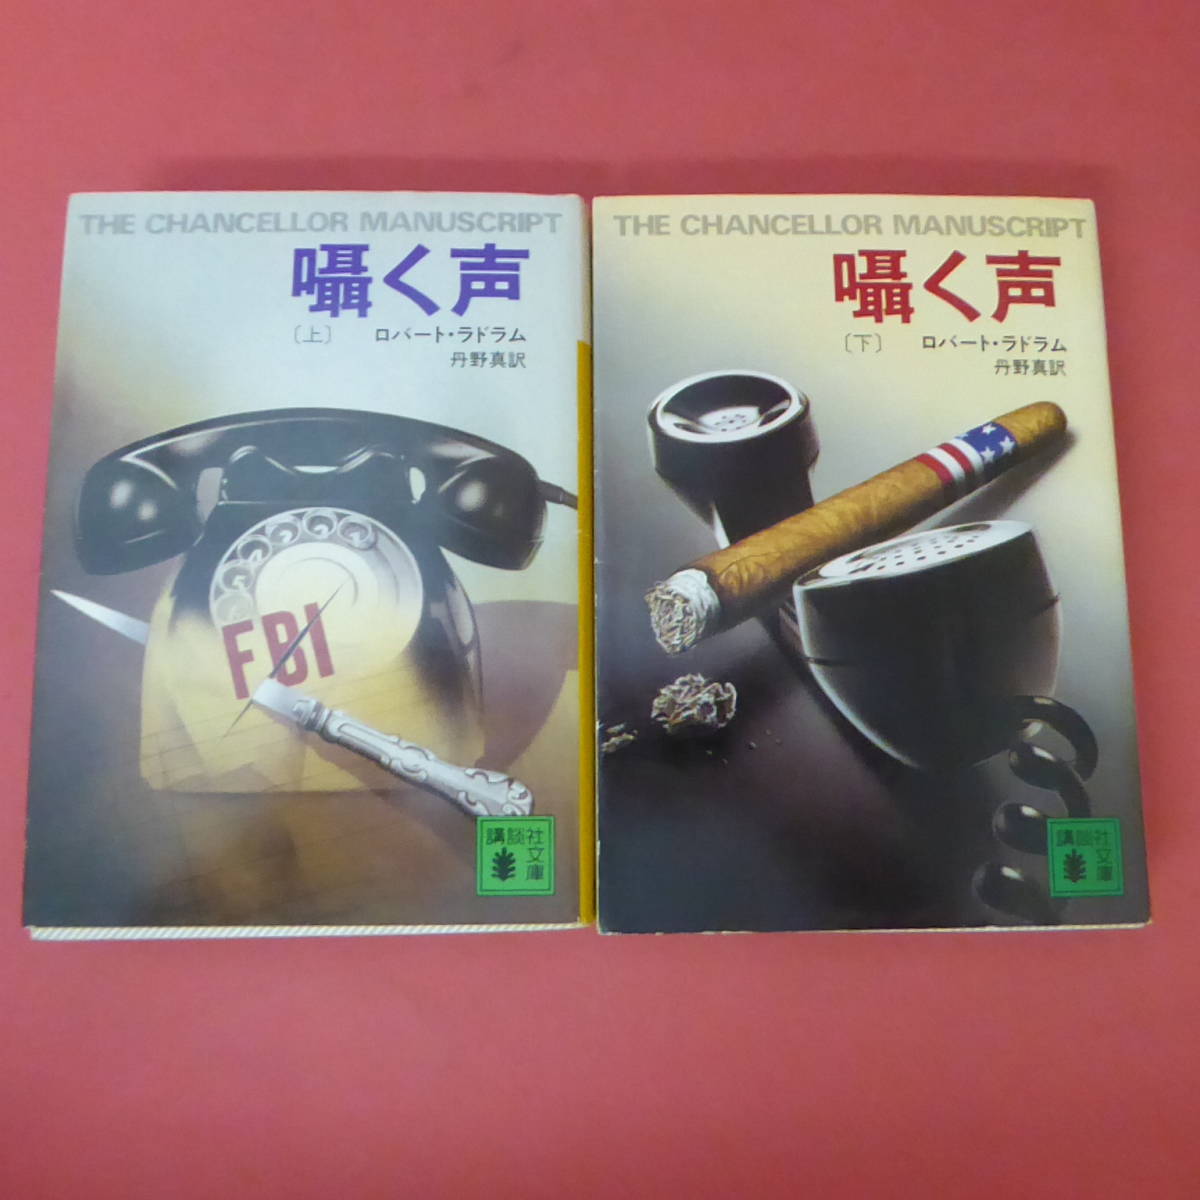 THE CHANCELLOR MANUSCRIPT
囁く声
〔上〕 ロバート・ラドラム
丹野真訳
FBI
講談社
文庫
THE CHANCELLOR MANUSCRIPT
囁く声
〔下〕 ロバート・ラドラム
丹野真訳
講談社
文庫